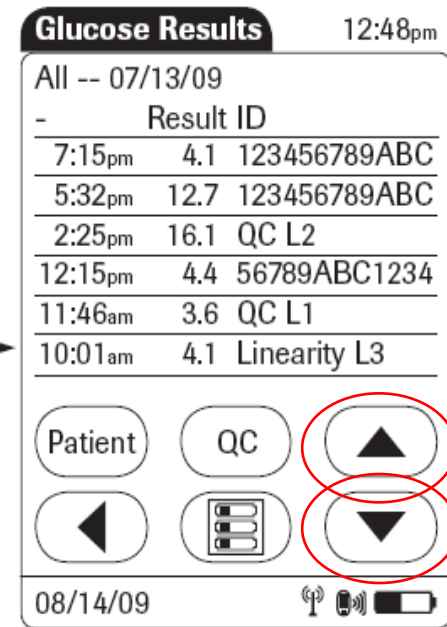 Glucose Results 12:48pm
All -- 07/13/09
- Result ID
7:15pm 4.1 123456789ABC
5:32pm 12.7 123456789ABC
2:25pm 16.1 QC L2
12:15pm 4.4 56789ABC1234
11:46am 3.6 QC L1
10:01am 4.1 Linearity L3
Patient QC
08/14/09